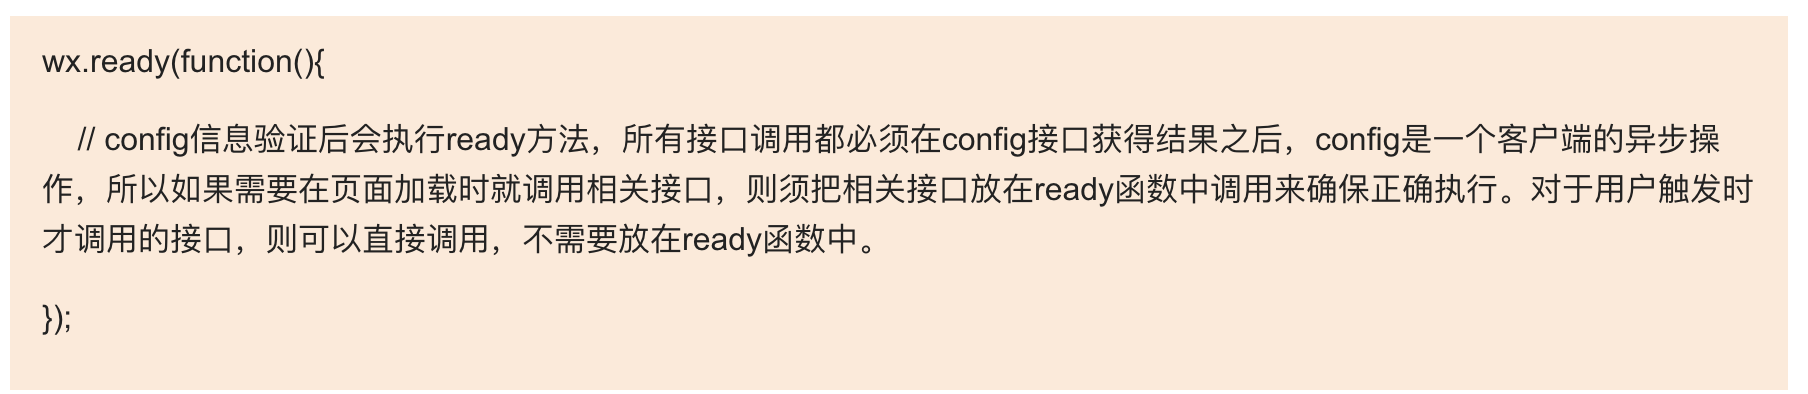 wx.ready(function(){
// config信息验证后会执行ready方法，所有接口调用都必须在config接口获得结果之后，config是一个客户端的异步操
作，所以如果需要在页面加载时就调用相关接口，则须把相关接口放在ready函数中调用来确保正确执行。对于用户触发时
才调用的接口，则可以直接调用，不需要放在ready函数中。
});